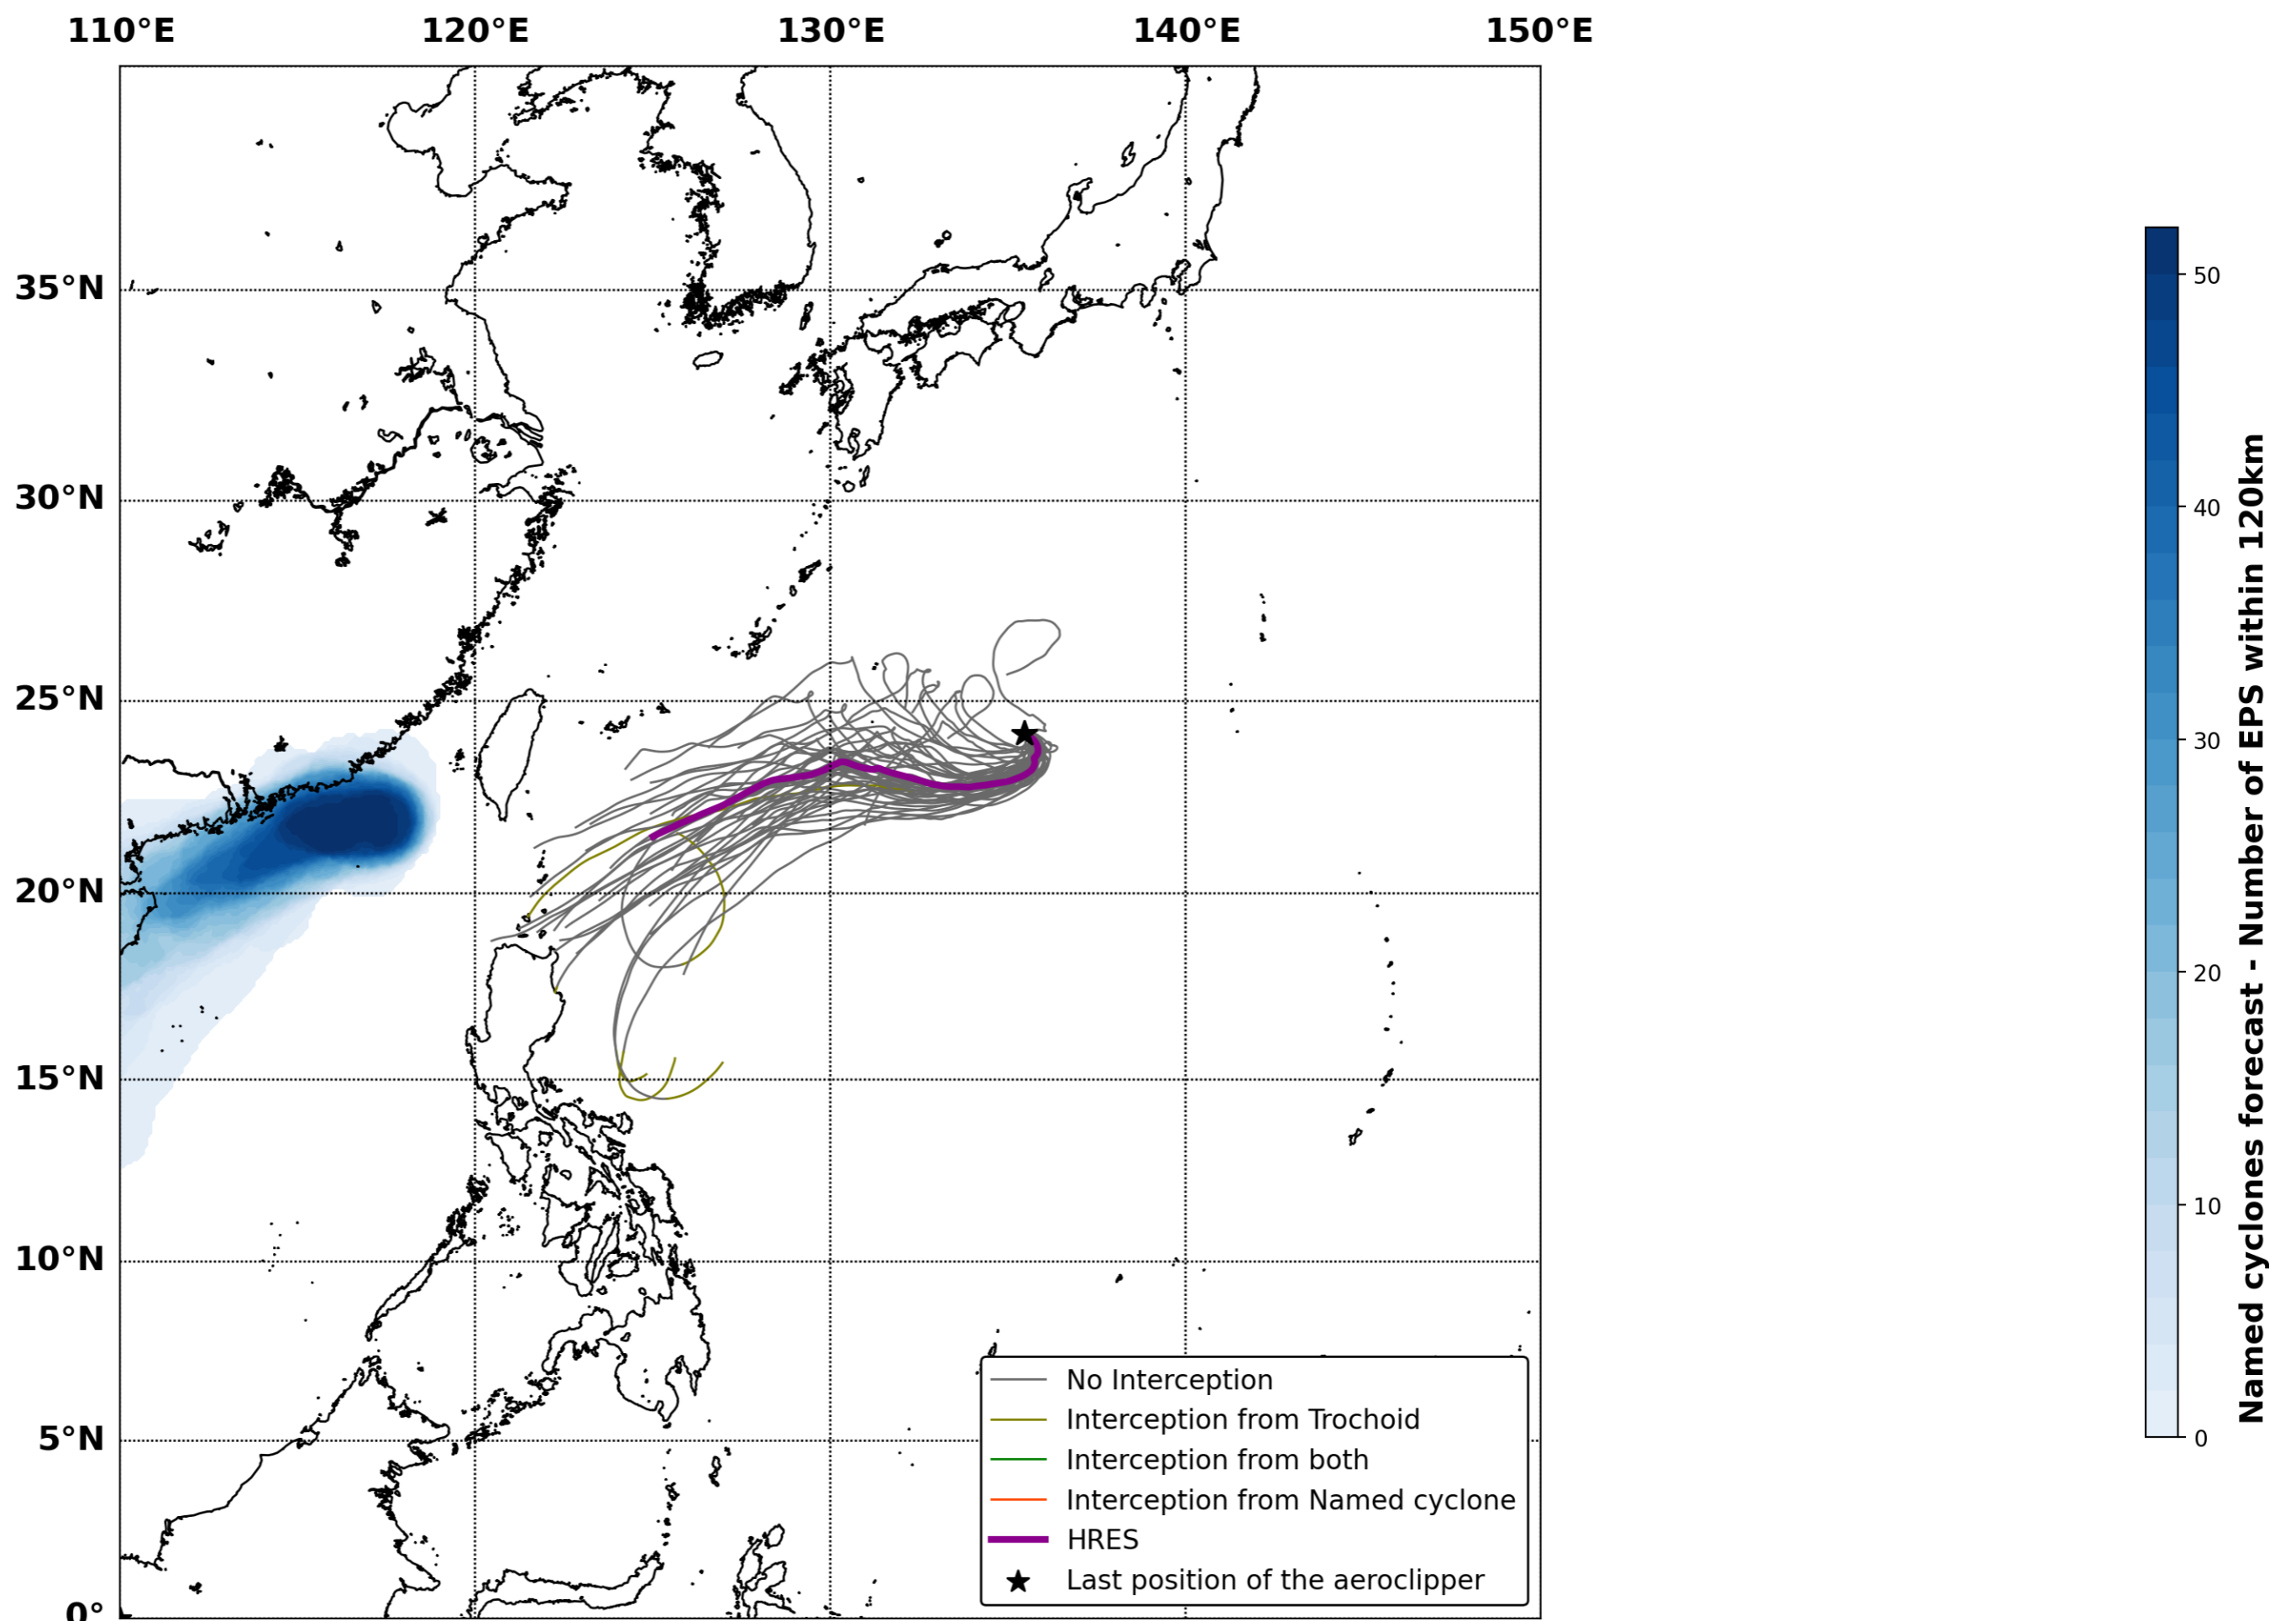 110°E 120°E 130°E 140°E 150°E
35°N
30°N
25°N
20°N
15°N
10°N
5°N
0°
No Interception
Interception from Trochoid
Interception from both
Interception from Named cyclone
HRES
Last position of the aeroclipper
50
40
30
20
10
0
Named cyclones forecast - Number of EPS within 120km